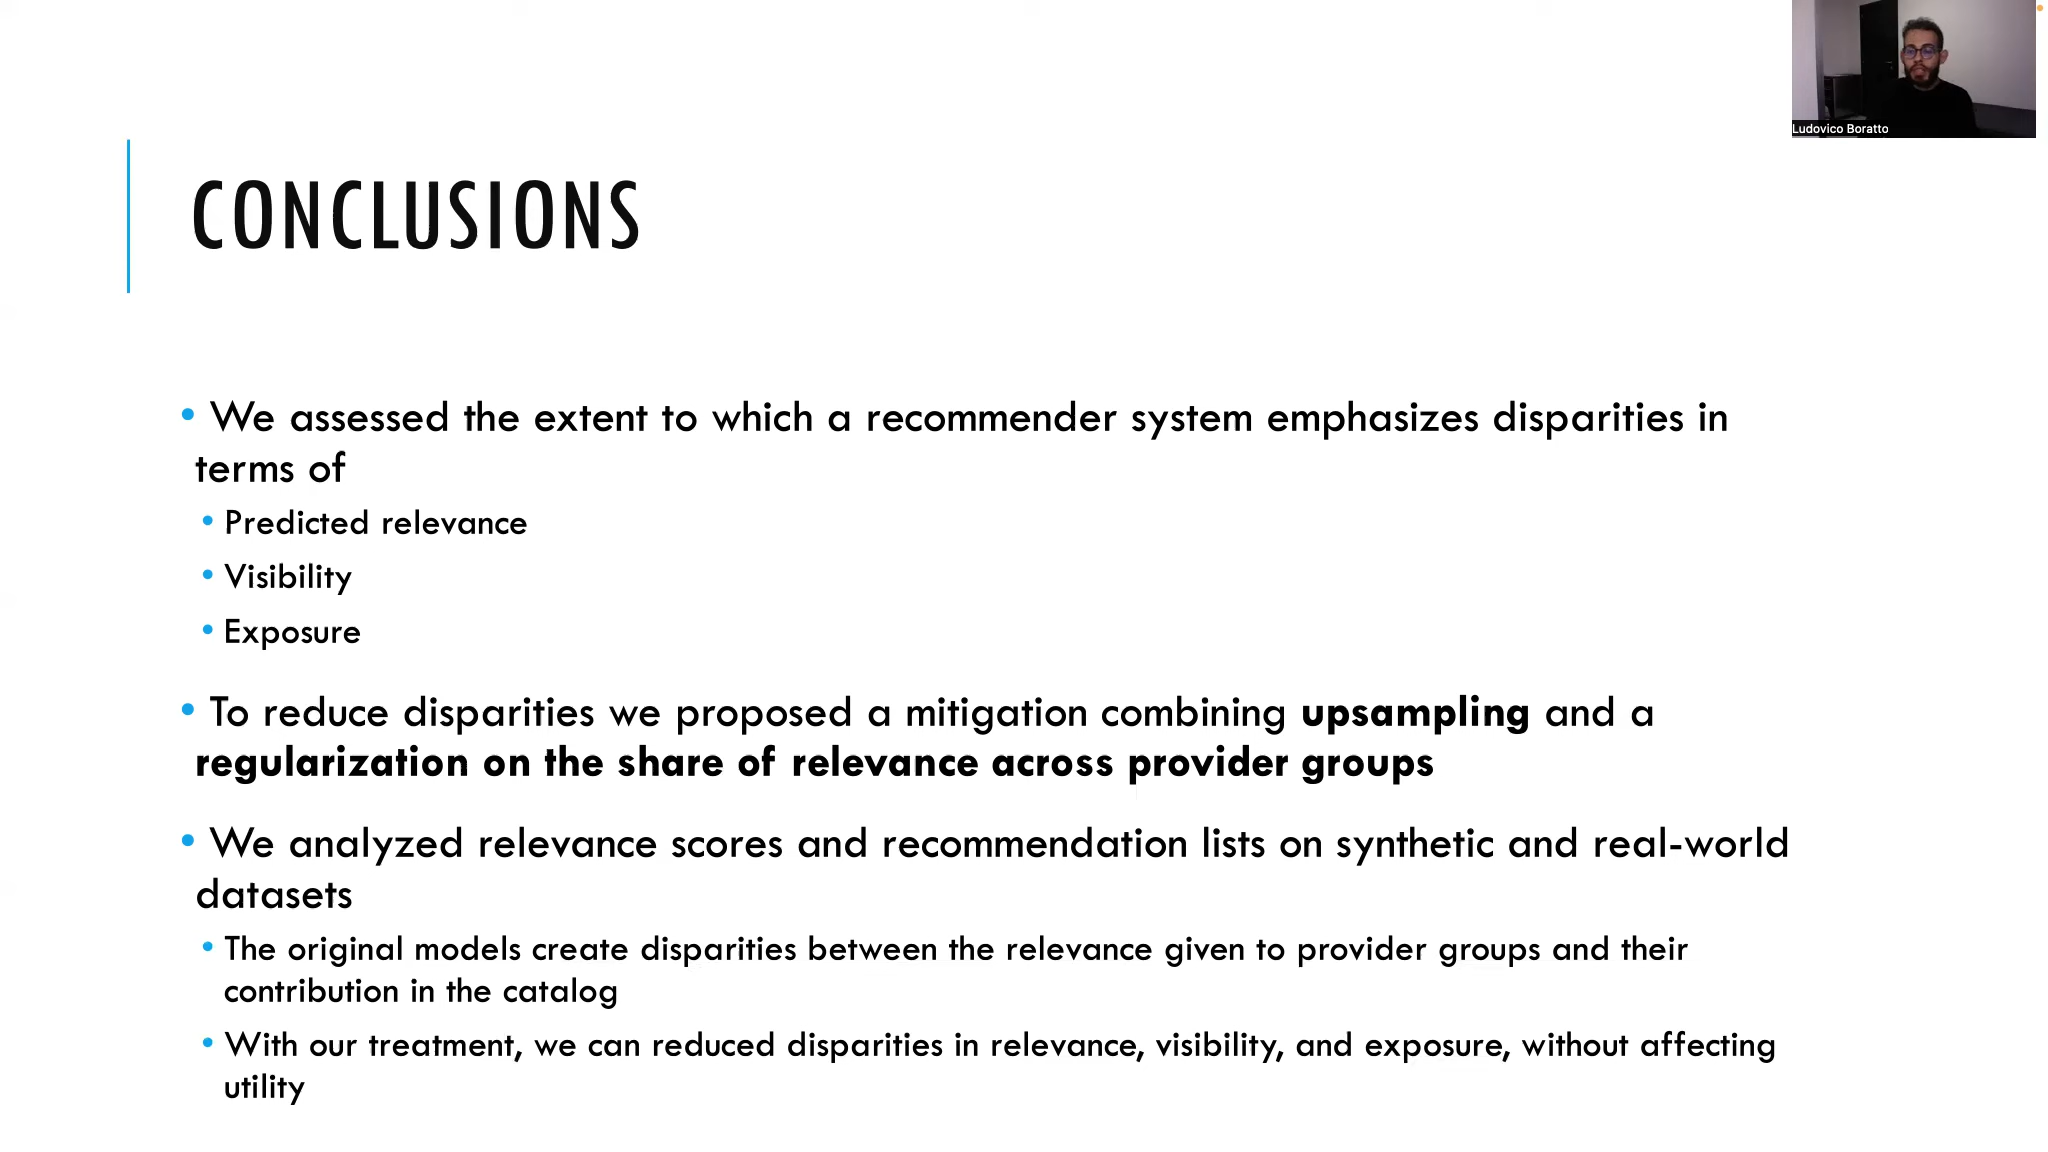 Ludovico Boratto
CONCLUSIONS
• We assessed the extent to which a recommender system emphasizes disparities in
terms of
• Predicted relevance
• Visibility
• Exposure
• To reduce disparities we proposed a mitigation combining upsampling and a
regularization on the share of relevance across provider groups
• We analyzed relevance scores and recommendation lists on synthetic and real-world
datasets
• The original models create disparities between the relevance given to provider groups and their
contribution in the catalog
• With our treatment, we can reduced disparities in relevance, visibility, and exposure, without affecting
utility